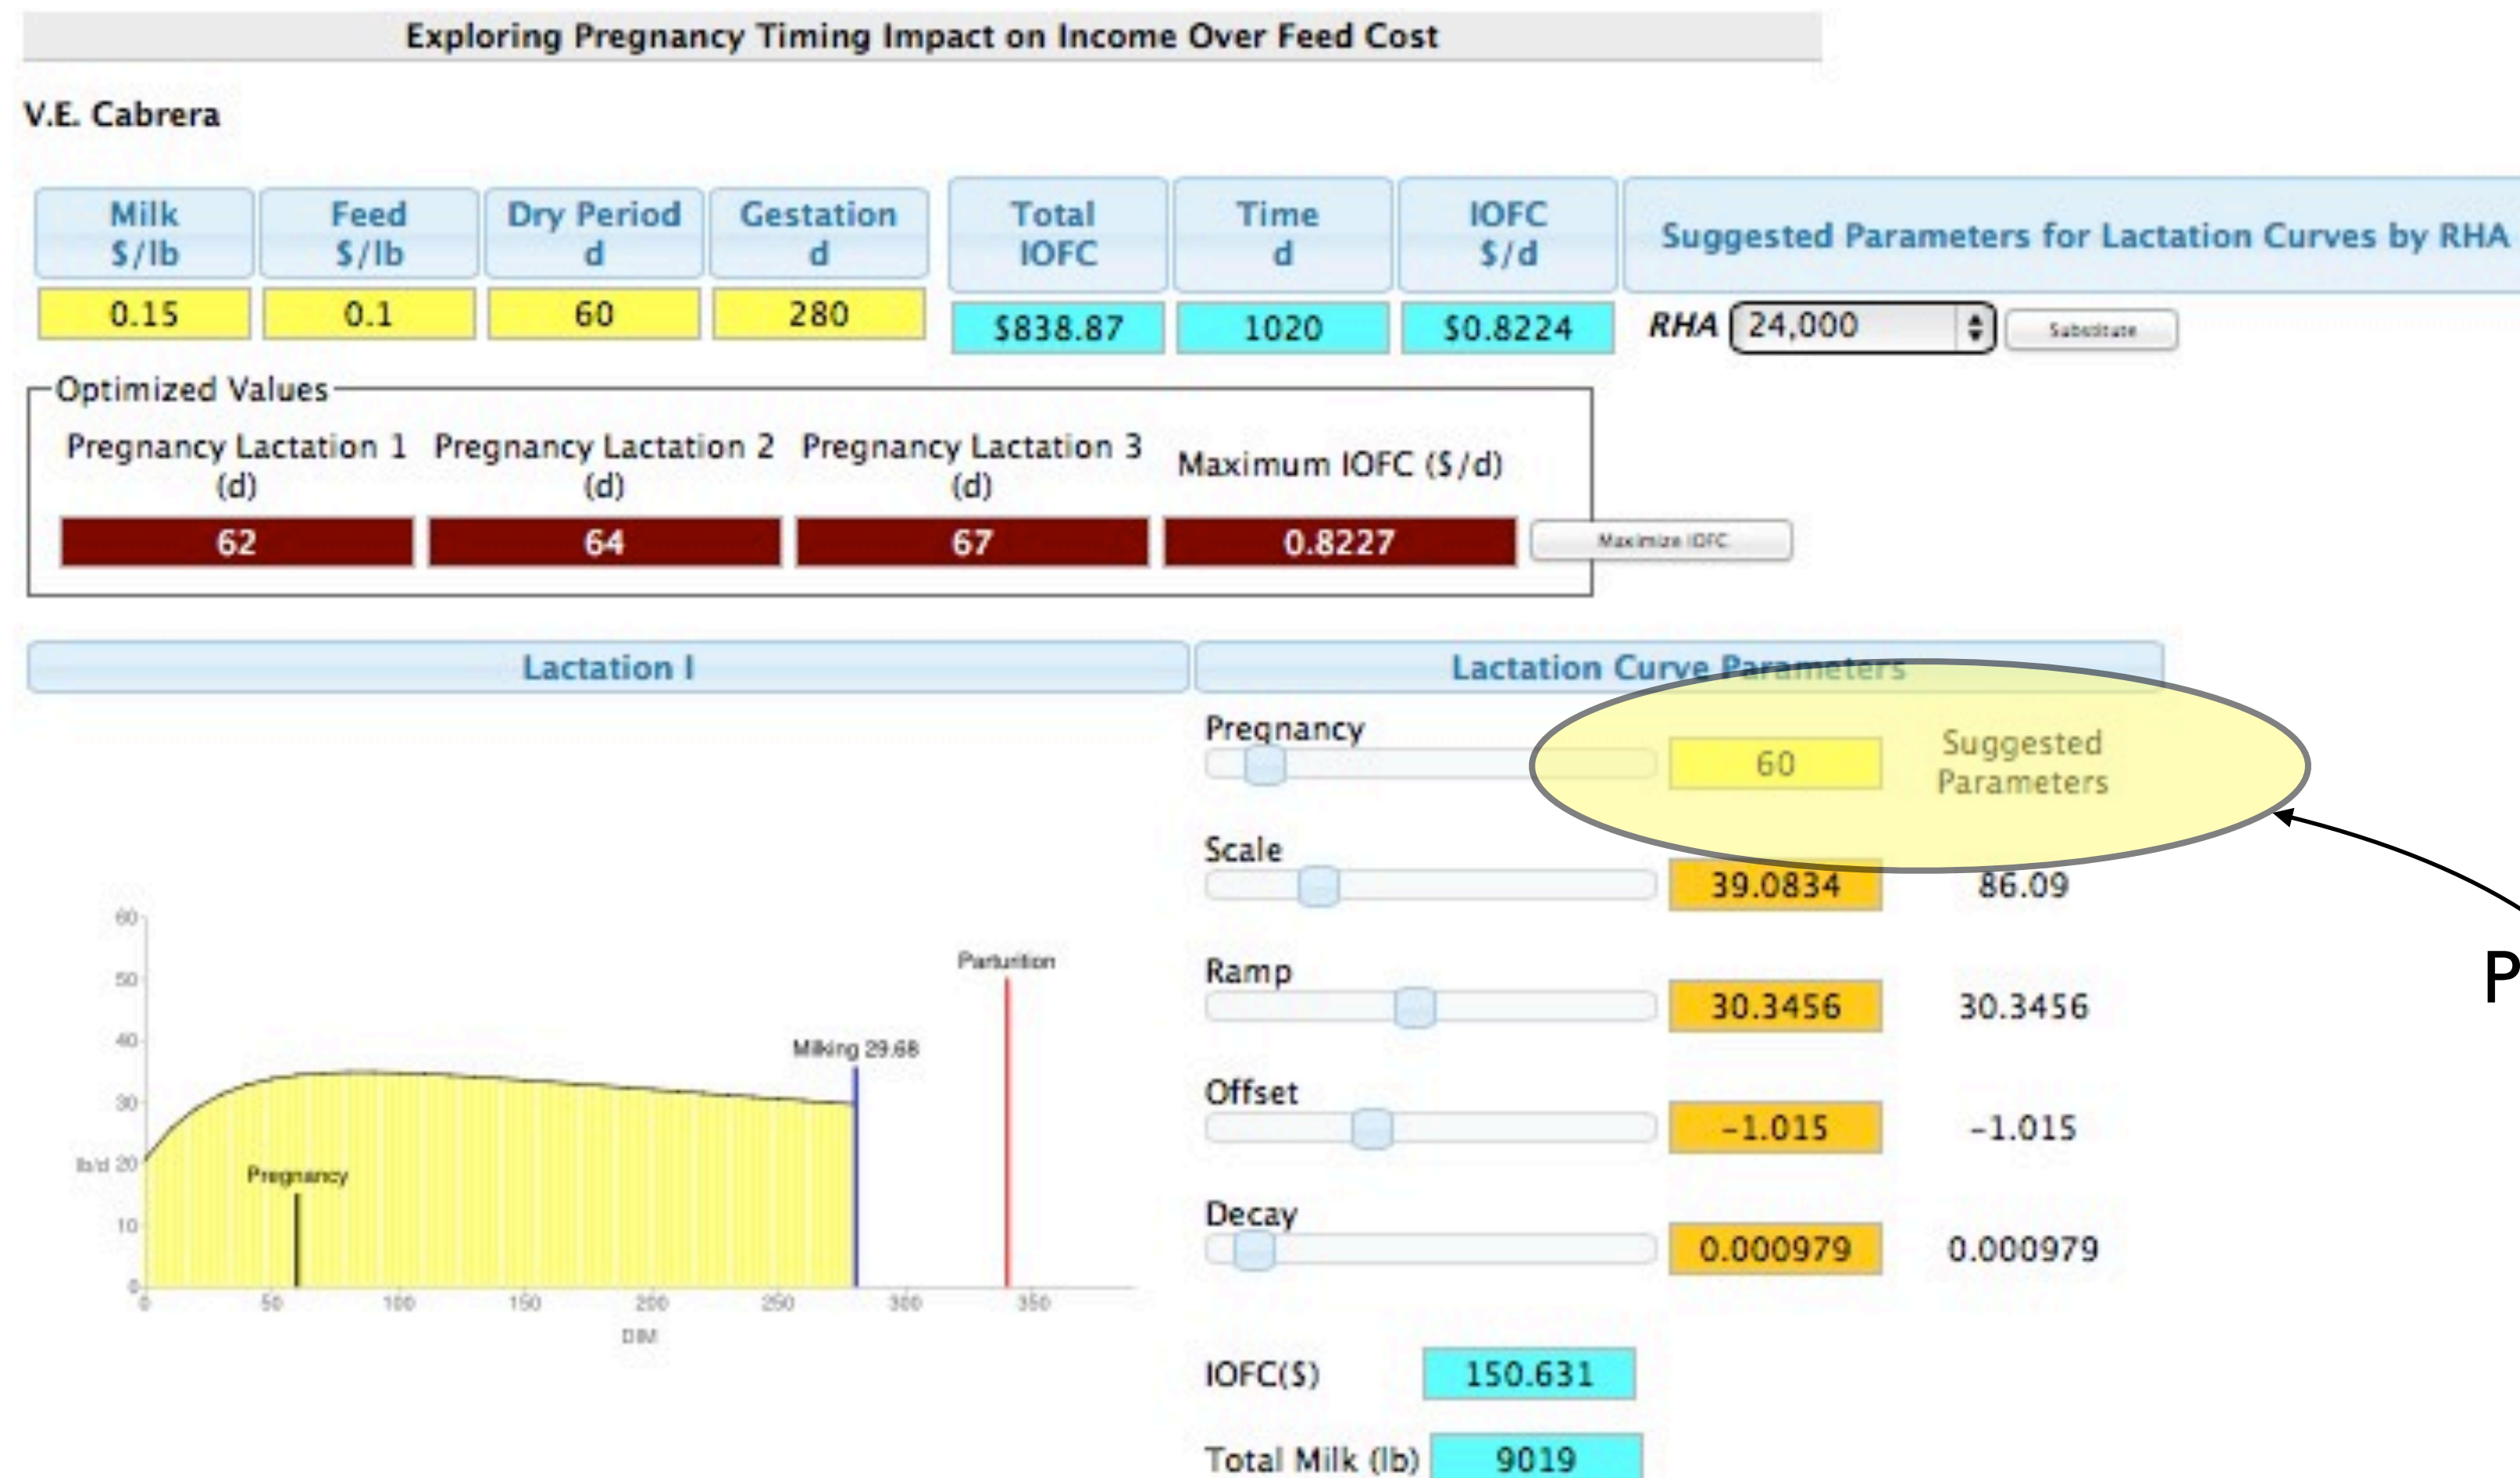 Exploring Pregnancy Timing Impact on Income Over Feed Cost
V.E. Cabrera
Milk $/lb
Feed $/lb
Dry Period d
Gestation d
Total IOFC
Time d
IOFC $/d
Suggested Parameters for Lactation Curves by RHA
0.15 0.1 60 280 $838.87 1020 $0.8224 RHA 24,000 Substitute
Optimized Values
Pregnancy Lactation 1 (d)
Pregnancy Lactation 2 (d)
Pregnancy Lactation 3 (d)
Maximum IOFC ($/d)
62 64 67 0.8227 Maximize IOFC
Lactation I
Lactation Curve Parameters
Pregnancy
60
Suggested
Parameters
Scale
39.0834 86.09
Ramp
30.3456 30.3456
Offset
-1.015 -1.015
Decay
0.000979 0.000979
IOFC($) 150.631
Total Milk (lb) 9019
60
50
40
30
lb/d 20
10
0
Pregnancy
Milking 29.68
Parturition
0 50 100 150 200 250 300 350
DIM
P